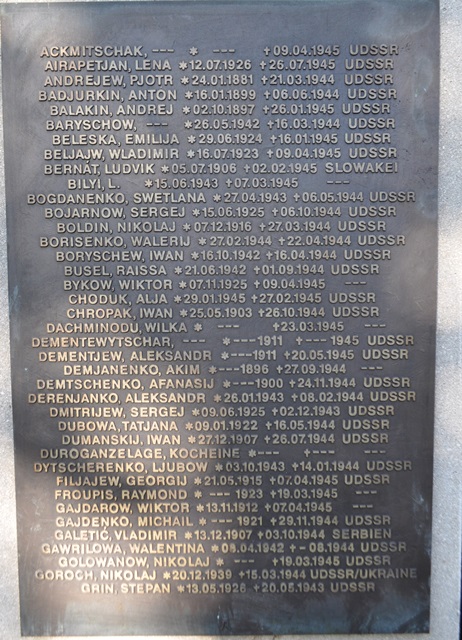 ACKMITSCHAK, --- * --- +09.04.1945 UDSSR
AIRAPETJAN, LENA *12.07.1926 +26.07.1945 UDSSR
ANDREJEW, PJOTR *24.01.1881 +21.03.1944 UDSSR
BADJURKIN, ANTON *16.01.1899 +06.06.1944 UDSSR
BALAKIN, ANDREJ *02.10.1897 +26.01.1945 UDSSR
BARYSCHOW, --- *26.05.1942 +16.03.1944 UDSSR
BELESKA, EMILIJA *29.06.1924 +16.01.1945 UDSSR
BELJAJW, WLADIMIR *16.07.1923 +09.04.1945 UDSSR
BERNÁT, LUDVIK *05.07.1906 +02.02.1945 SLOWAKEI
BILYI, L. *15.06.1943 +07.03.1945 ---
BOGDANENKO, SWETLANA *27.04.1943 +06.05.1944 UDSSR
BOJARNOW, SERGEJ *15.06.1925 +06.10.1944 UDSSR
BOLDIN, NIKOLAJ *07.12.1916 +27.03.1944 UDSSR
BORISENKO, WALERIJ *27.02.1944 +22.04.1944 UDSSR
BORYSCHEW, IWAN *16.10.1942 +16.04.1944 UDSSR
BUSEL, RAISSA *21.06.1942 +01.09.1944 UDSSR
BYKOW, WIKTOR *07.11.1925 +09.04.1945 ---
CHODUK, ALJA *29.01.1945 +27.02.1945 UDSSR
CHROPAK, IWAN *25.05.1903 +26.10.1944 UDSSR
DACHMINODU, WILKA * --- +23.03.1945 ---
DEMENTEWYTSCHAR, --- *---1911 +---1945 UDSSR
DEMENTJEW, ALEKSANDR *---1911 +20.05.1945 UDSSR
DEMJANENKO, AKIM *---1896 +27.09.1944 ---
DEMTSCHENKO, AFANASIJ *---1900 +24.11.1944 UDSSR
DERENJANKO, ALEKSANDR *26.01.1943 +08.02.1944 UDSSR
DMITRIJEW, SERGEJ *09.06.1925 +02.12.1943 UDSSR
DUBOWA, TATJANA *09.01.1922 +16.05.1944 UDSSR
DUMANSKIJ, IWAN *27.12.1907 +26.07.1944 UDSSR
DUROGANZELAGE, KOCHEINE *--- +--- ---
DYTSCHERENKO, LJUBOW *03.10.1943 +14.01.1944 UDSSR
FILJAJEW, GEORGIJ *21.05.1915 +07.04.1945 UDSSR
FROUPIS, RAYMOND * --- 1923 +19.03.1945 ---
GAJDAROW, WIKTOR *13.11.1912 +07.04.1945 ---
GAJDENKO, MICHAIL *--- 1921 +29.11.1944 UDSSR
GALETIĆ, VLADIMIR *13.12.1907 +03.10.1944 SERBIEN
GAWRILOWA, WALENTINA *08.04.1942 +-08.1944 UDSSR
GOLOWANOW, NIKOLAJ * --- +19.03.1945 UDSSR
GOROCH, NIKOLAJ *20.12.1939 +15.03.1944 UDSSR/UKRAINE
GRIN, STEPAN *13.05.1926 +20.05.1943 UDSSR